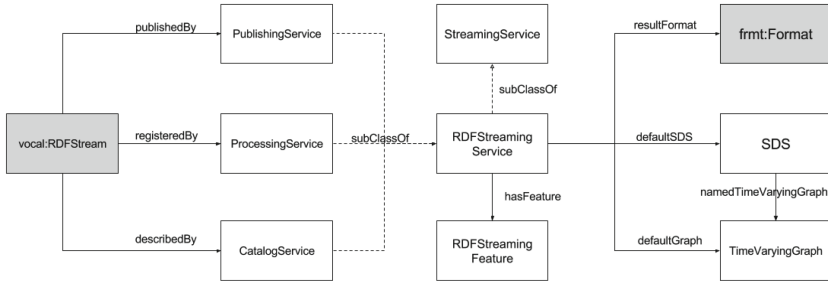 publishedBy
PublishingService
StreamingService
resultFormat
frmt:Format
subClassOf
vocal:RDFStream
registeredBy
ProcessingService
subClassOf
RDFStreaming
Service
defaultSDS
SDS
hasFeature
namedTimeVaryingGraph
describedBy
CatalogService
RDFStreaming
Feature
defaultGraph
TimeVaryingGraph